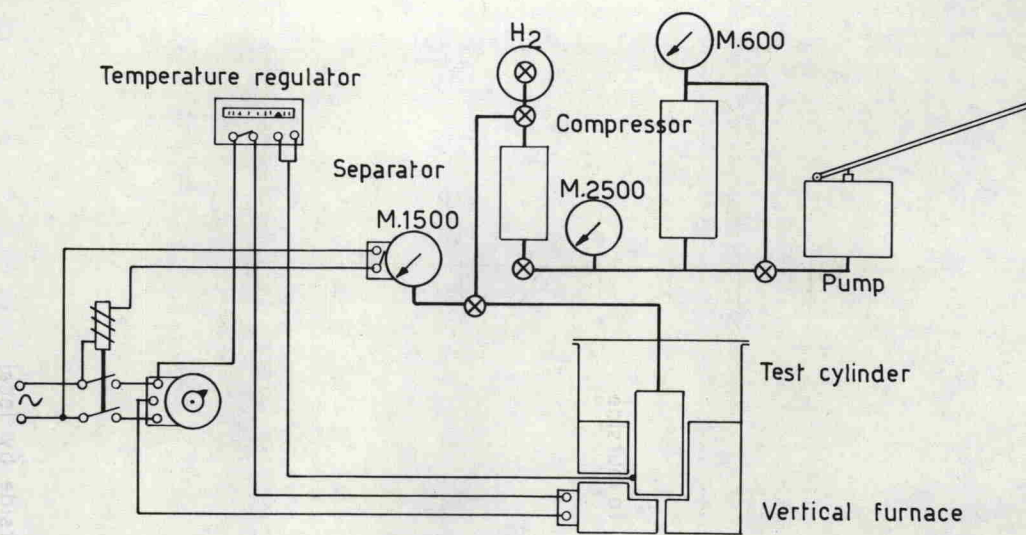 H2
M.600
Temperature regulator
Compressor
Separator
M.2500
M.1500
Pump
~
Test cylinder
Vertical furnace